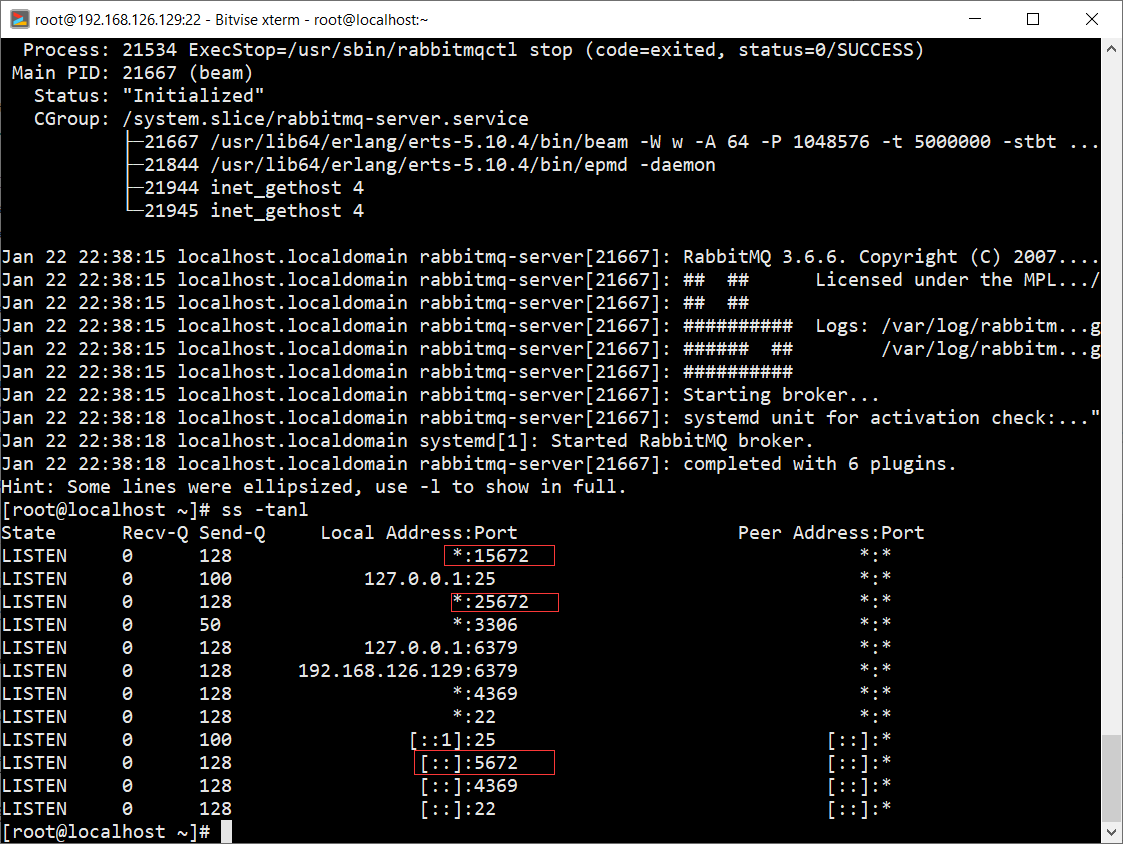 root@192.168.126.129:22 - Bitvise xterm - root@localhost:~
Process: 21534 ExecStop=/usr/sbin/rabbitmqctl stop (code=exited, status=0/SUCCESS)
Main PID: 21667 (beam)
Status: "Initialized"
CGroup: /system.slice/rabbitmq-server.service
├─21667 /usr/lib64/erlang/erts-5.10.4/bin/beam -W w -A 64 -P 1048576 -t 5000000 -stbt ...
├─21844 /usr/lib64/erlang/erts-5.10.4/bin/epmd -daemon
├─21944 inet_gethost 4
└─21945 inet_gethost 4
Jan 22 22:38:15 localhost.localdomain rabbitmq-server[21667]: RabbitMQ 3.6.6. Copyright (C) 2007....
Jan 22 22:38:15 localhost.localdomain rabbitmq-server[21667]: ##  ##      Licensed under the MPL.../
Jan 22 22:38:15 localhost.localdomain rabbitmq-server[21667]: ##  ##
Jan 22 22:38:15 localhost.localdomain rabbitmq-server[21667]: ##########  Logs: /var/log/rabbitm...g
Jan 22 22:38:15 localhost.localdomain rabbitmq-server[21667]: ######  ##        /var/log/rabbitm...g
Jan 22 22:38:15 localhost.localdomain rabbitmq-server[21667]: ##########
Jan 22 22:38:15 localhost.localdomain rabbitmq-server[21667]: Starting broker...
Jan 22 22:38:18 localhost.localdomain rabbitmq-server[21667]: systemd unit for activation check:..."
Jan 22 22:38:18 localhost.localdomain systemd[1]: Started RabbitMQ broker.
Jan 22 22:38:18 localhost.localdomain rabbitmq-server[21667]: completed with 6 plugins.
Hint: Some lines were ellipsized, use -l to show in full.
[root@localhost ~]# ss -tanl
State      Recv-Q Send-Q     Local Address:Port                    Peer Address:Port
LISTEN     0      128                    *:15672                              *:*
LISTEN     0      100            127.0.0.1:25                                 *:*
LISTEN     0      128                    *:25672                              *:*
LISTEN     0      50                     *:3306                               *:*
LISTEN     0      128            127.0.0.1:6379                               *:*
LISTEN     0      128      192.168.126.129:6379                               *:*
LISTEN     0      128                    *:4369                               *:*
LISTEN     0      128                    *:22                                 *:*
LISTEN     0      100                [::1]:25                              [::]:*
LISTEN     0      128                 [::]:5672                            [::]:*
LISTEN     0      128                 [::]:4369                            [::]:*
LISTEN     0      128                 [::]:22                              [::]:*
[root@localhost ~]#